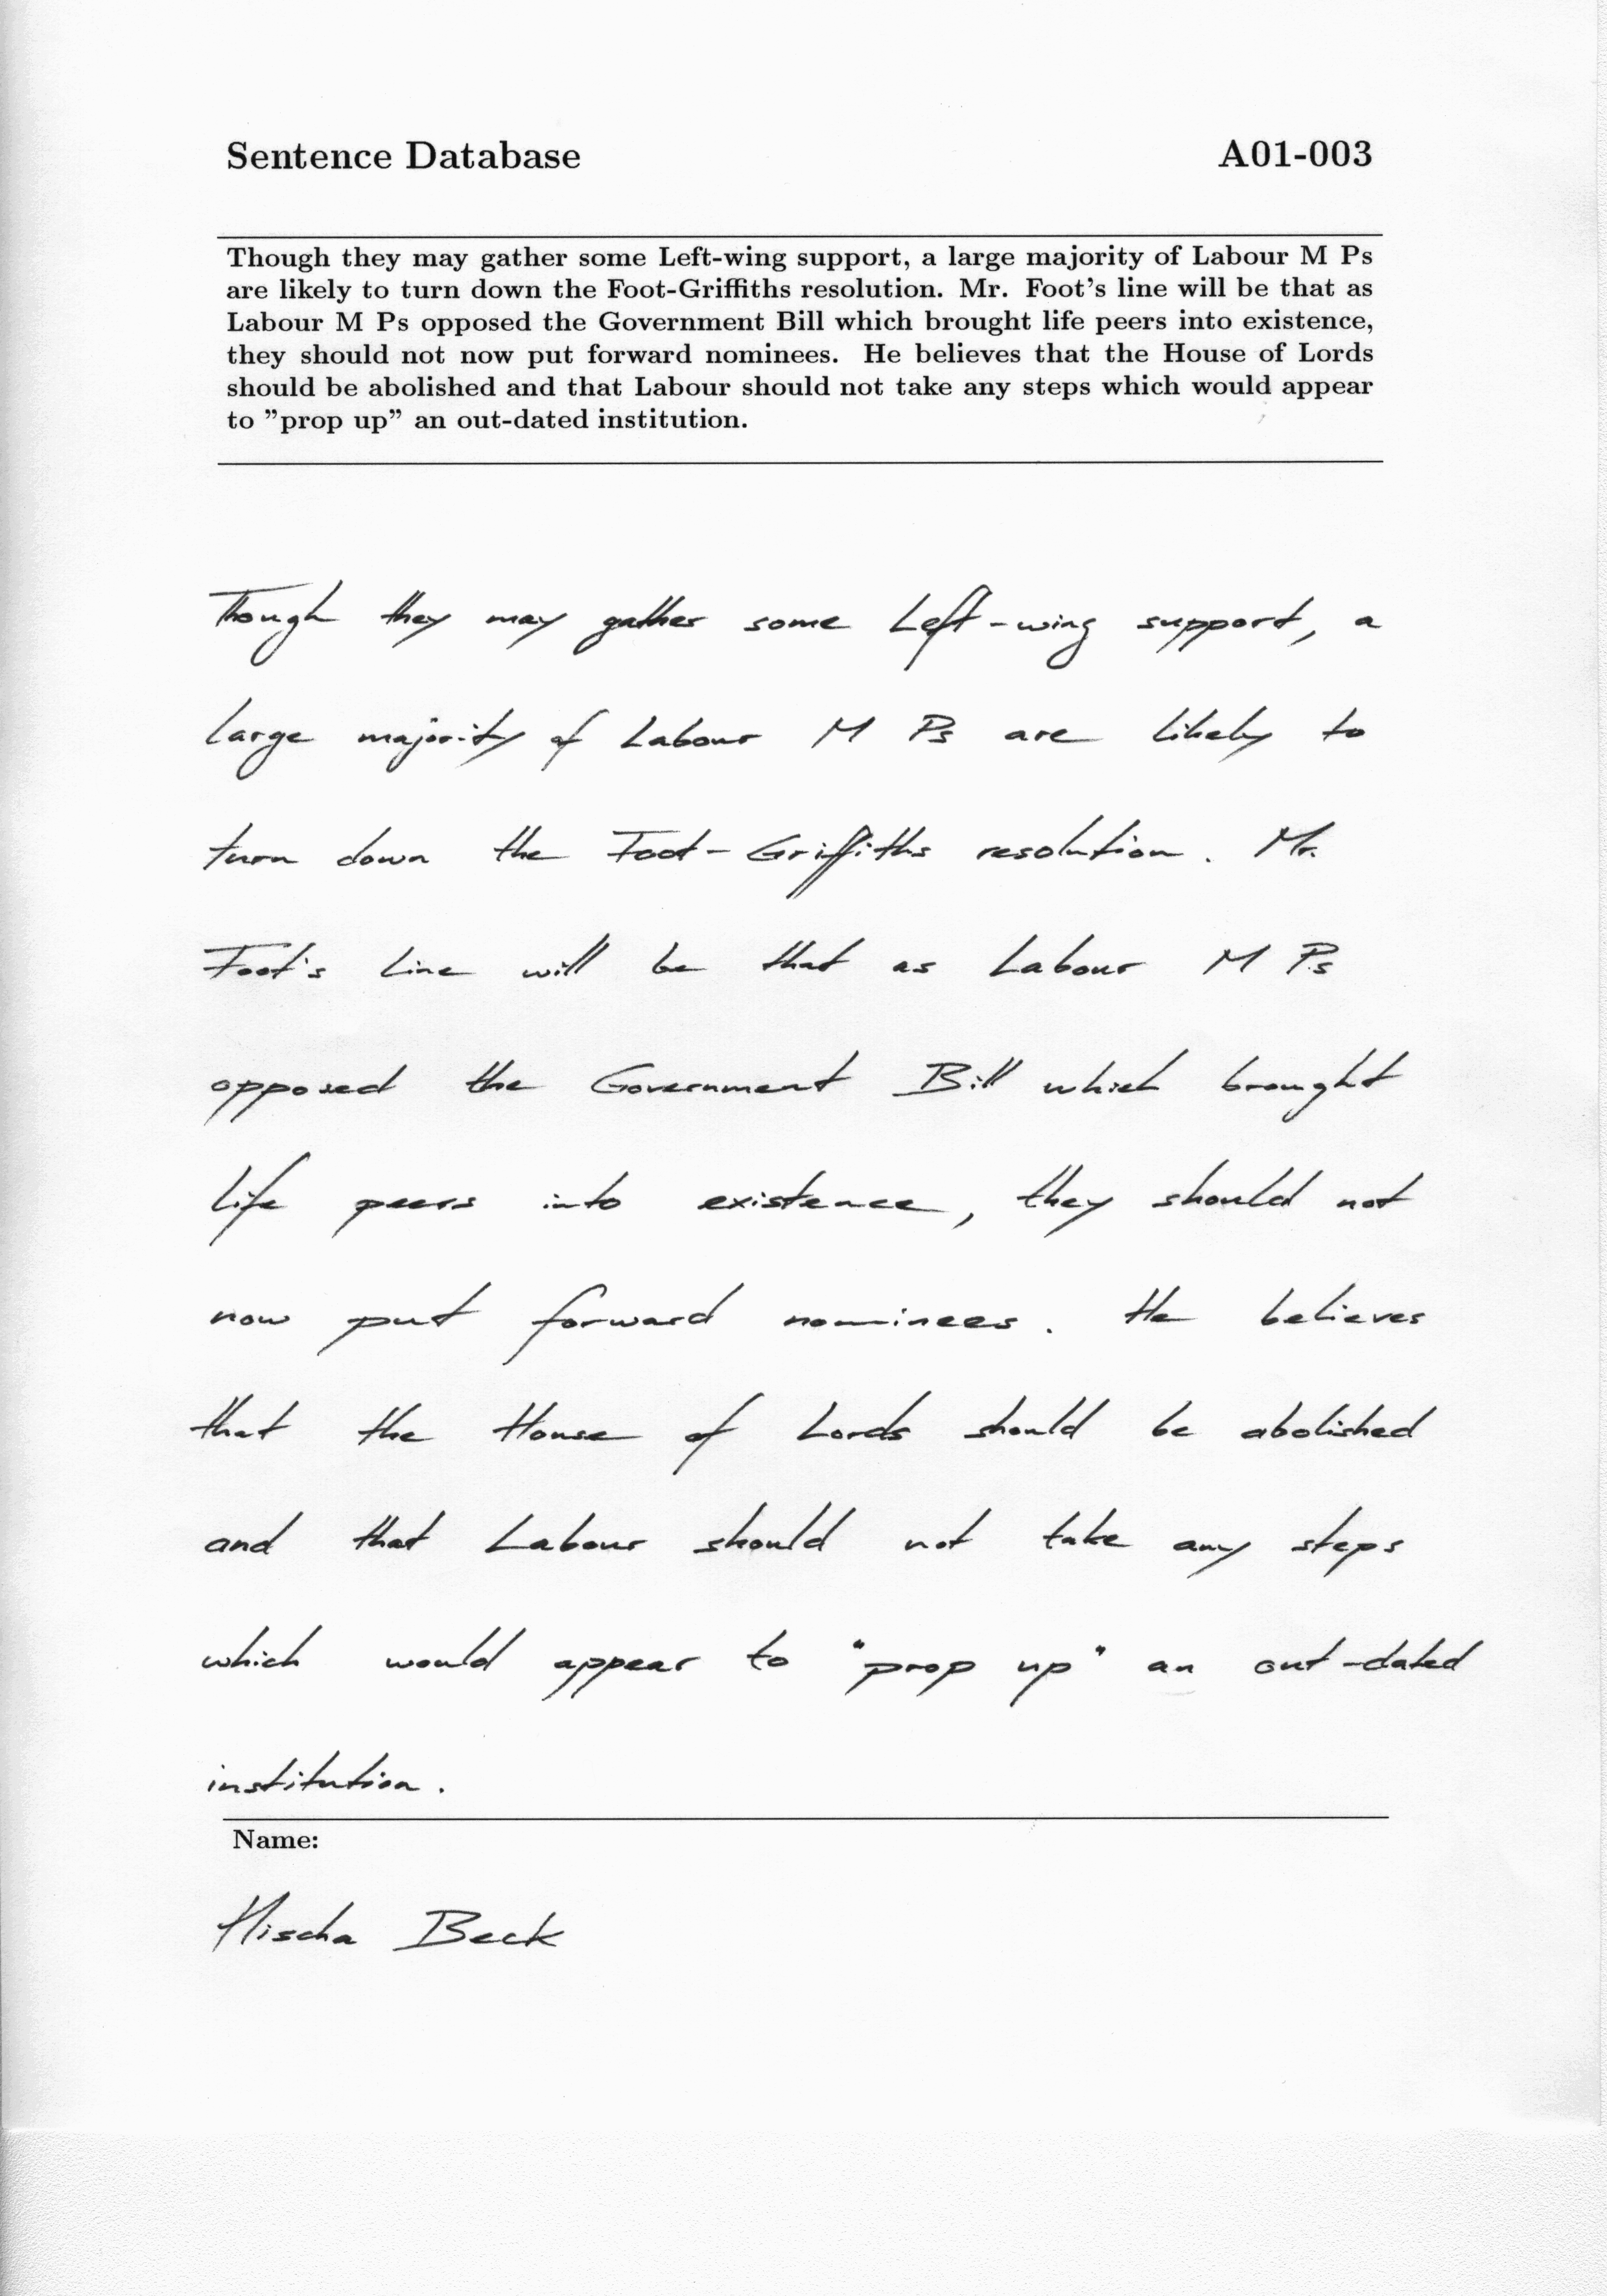 Sentence Database A01-003
Though they may gather some Left-wing support, a large majority of Labour M Ps
are likely to turn down the Foot-Griffiths resolution. Mr. Foot's line will be that as
Labour M Ps opposed the Government Bill which brought life peers into existence,
they should not now put forward nominees. He believes that the House of Lords
should be abolished and that Labour should not take any steps which would appear
to "prop up" an out-dated institution.
Though they may gather some Left-wing support, a
large majority of Labour M Ps are likely to
turn down the Foot-Griffiths resolution. Mr.
Foot's line will be that as Labour M Ps
opposed the Government Bill which brought
life peers into existence, they should not
now put forward nominees. He believes
that the House of Lords should be abolished
and that Labour should not take any steps
which would appear to "prop up" an out-dated
institution.
Name:
Mischa Beck